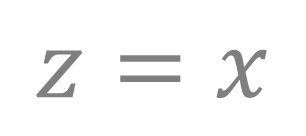 z = x